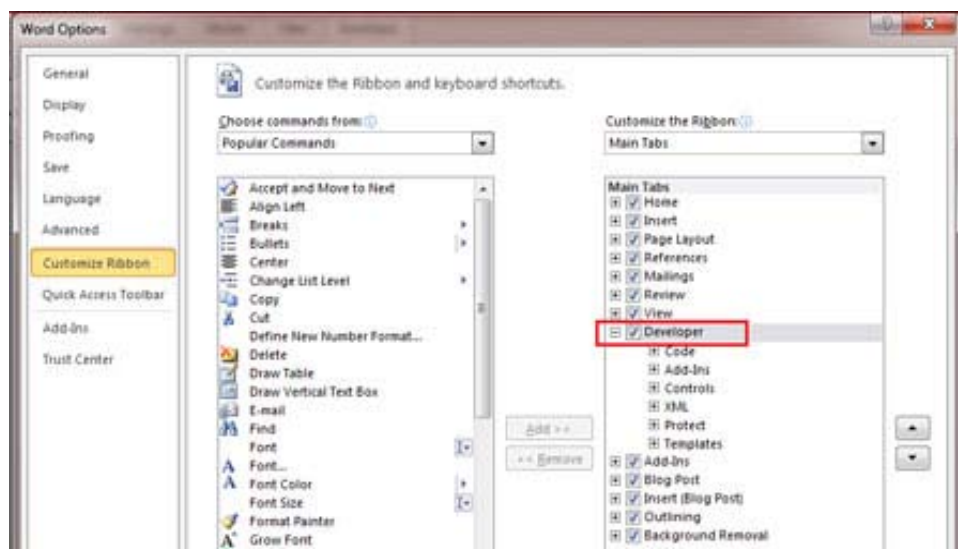 Word Options
General
Display
Proofing
Save
Language
Advanced
Customize Ribbon
Quick Access Toolbar
Add-Ins
Trust Center
Customize the Ribbon and keyboard shortcuts.
Choose commands from:
Popular Commands
Accept and Move to Next
Align Left
Breaks
Bullets
Center
Change List Level
Copy
Cut
Define New Number Format...
Delete
Draw Table
Draw Vertical Text Box
E-mail
Find
Font
Font...
Font Color
Font Size
Format Painter
Grow Font
Add >>
<< Remove
Customize the Ribbon:
Main Tabs
Main Tabs
Home
Insert
Page Layout
References
Mailings
Review
View
Developer
Code
Add-Ins
Controls
XML
Protect
Templates
Add-Ins
Blog Post
Insert (Blog Post)
Outlining
Background Removal